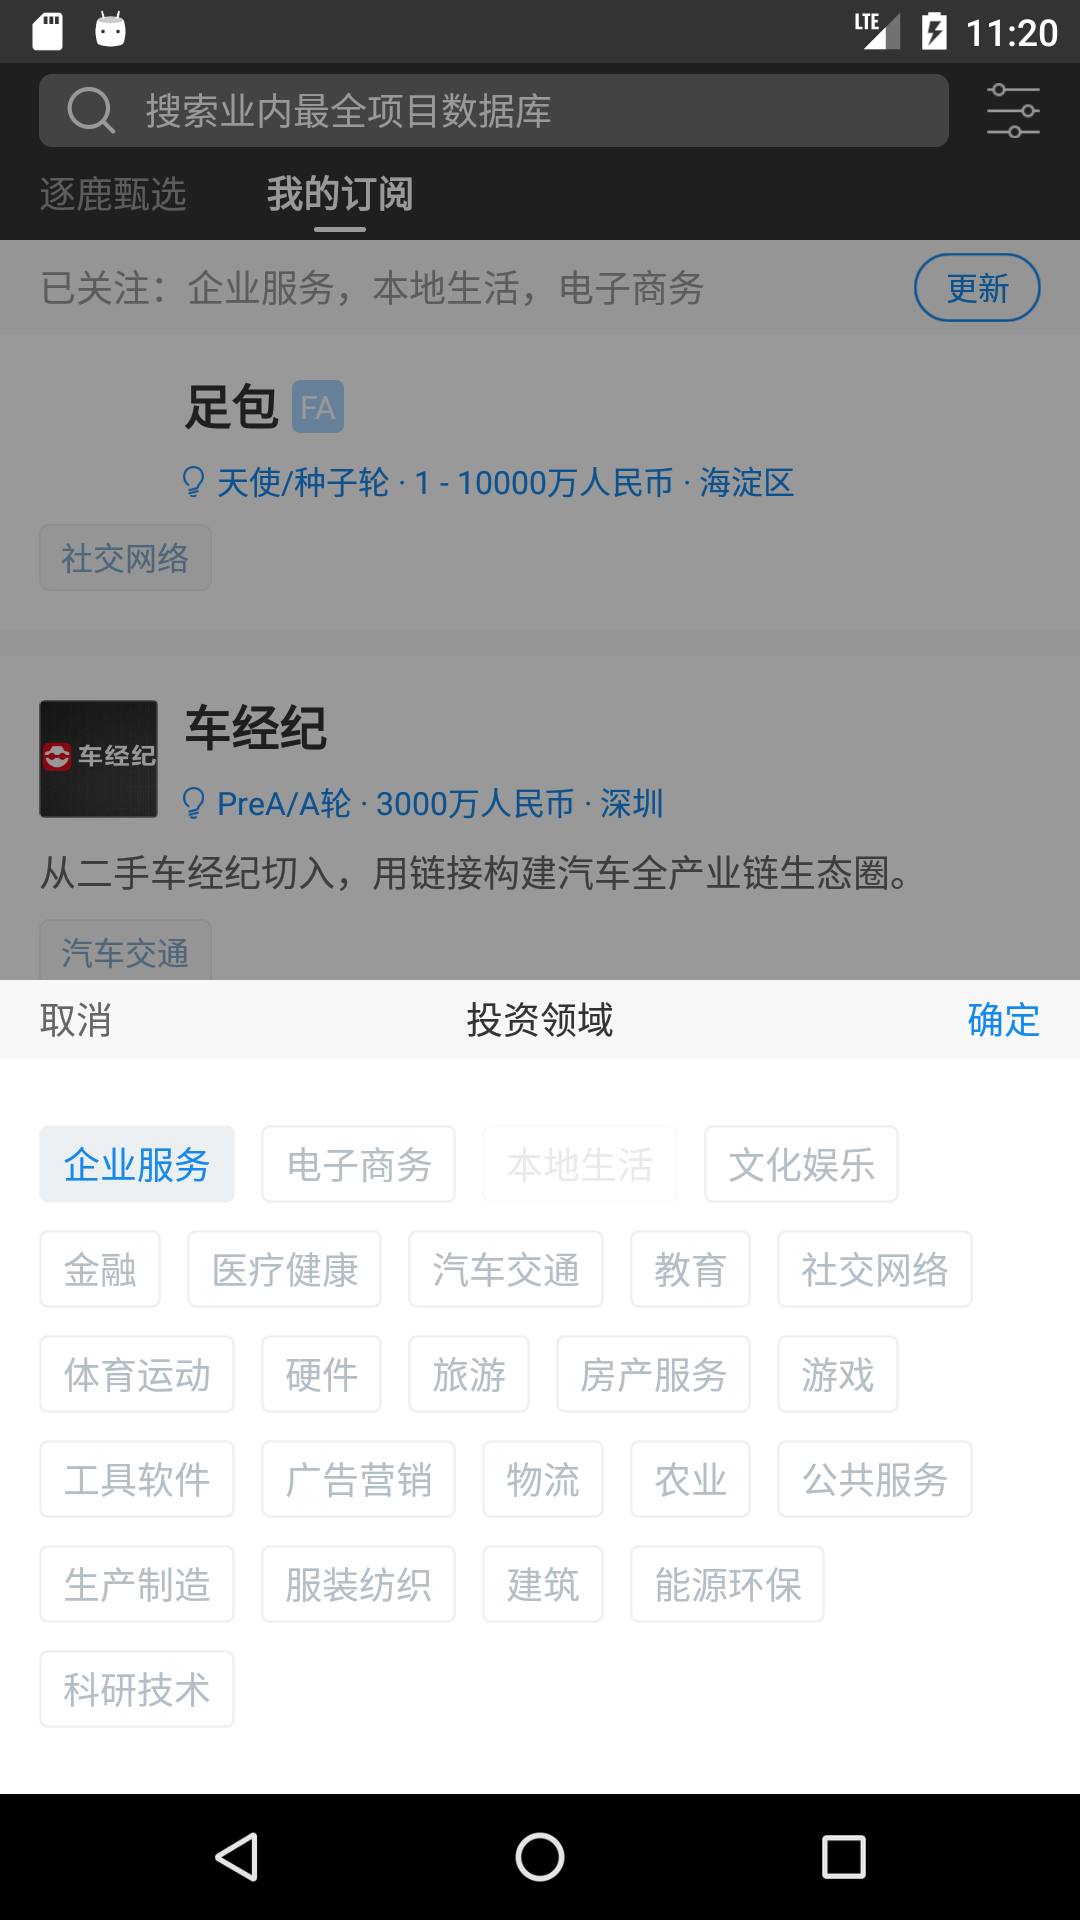 LTE 11:20
搜索业内最全项目数据库
逐鹿甄选 我的订阅
已关注：企业服务，本地生活，电子商务 更新
足包 FA
天使/种子轮 · 1 - 10000万人民币 · 海淀区
社交网络
车经纪
车经纪
PreA/A轮 · 3000万人民币 · 深圳
从二手车经纪切入，用链接构建汽车全产业链生态圈。
汽车交通
取消 投资领域 确定
企业服务 电子商务 本地生活 文化娱乐
金融 医疗健康 汽车交通 教育 社交网络
体育运动 硬件 旅游 房产服务 游戏
工具软件 广告营销 物流 农业 公共服务
生产制造 服装纺织 建筑 能源环保
科研技术